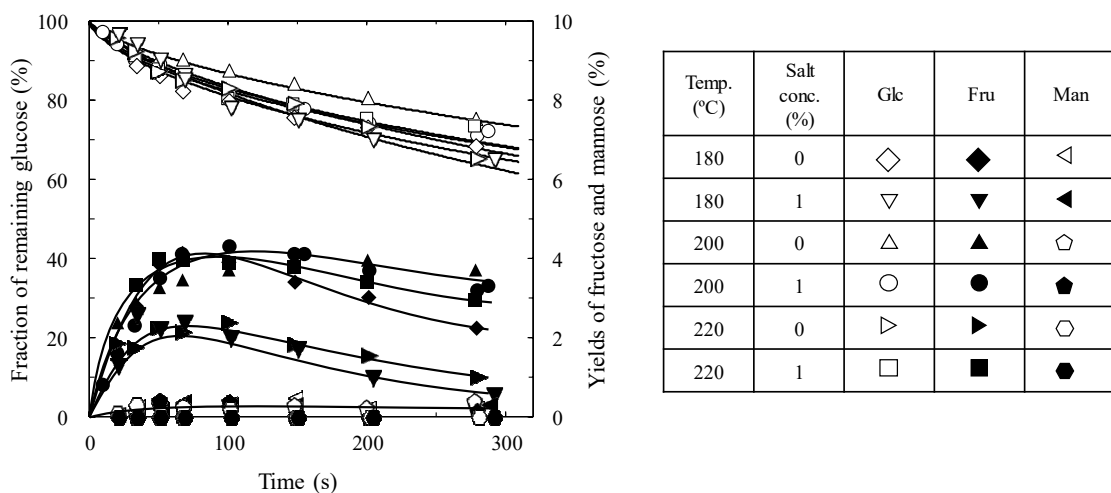 Fraction of remaining glucose (%)
100
80
60
40
20
0
0
100
200
300
Time (s)
10
8
6
4
2
0
Yields of fructose and mannose (%)
Temp.
(ºC)
Salt
conc.
(%)
Glc
Fru
Man
180 0
180 1
200 0
200 1
220 0
220 1